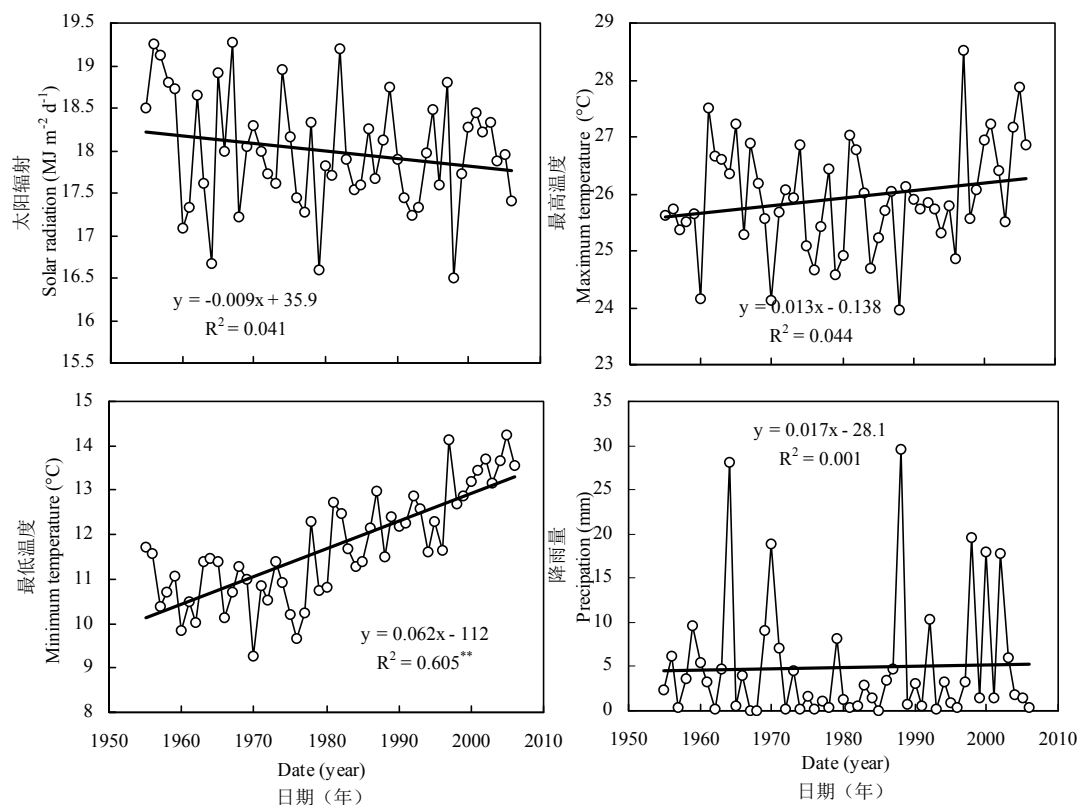 19.5
19
18.5
18
17.5
17
16.5
16
15.5
太阳辐射
Solar radiation (MJ m-2 d-1)
y = -0.009x + 35.9
R2 = 0.041
29
28
27
26
25
24
23
最高温度
Maximum temperature (°C)
y = 0.013x - 0.138
R2 = 0.044
15
14
13
12
11
10
9
8
最低温度
Minimum temperature (°C)
y = 0.062x - 112
R2 = 0.605**
1950 1960 1970 1980 1990 2000 2010
Date (year)
日期（年）
35
30
25
20
15
10
5
0
降雨量
Precipation (mm)
y = 0.017x - 28.1
R2 = 0.001
1950 1960 1970 1980 1990 2000 2010
Date (year)
日期（年）